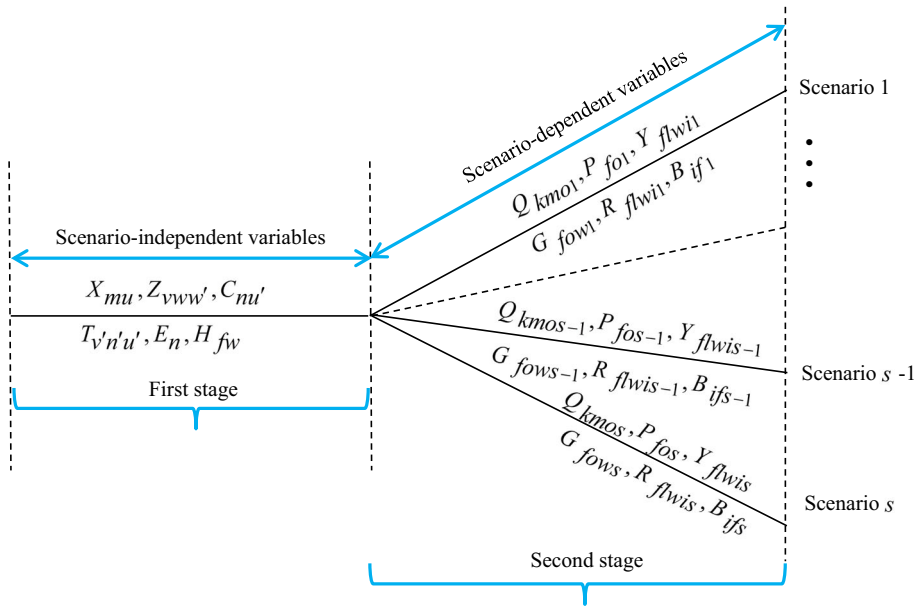 Scenario-dependent variables
Scenario 1
Q kmo1, P fo1, Y flwi1
G fow1, R flwi1, B if1
Scenario-independent variables
X mu, Z vww', C nu'
T v'n'u', E n, H fw
First stage
Q kmos−1, P fos−1, Y flwis−1
G fows−1, R flwis−1, B ifs−1
Scenario s -1
Q kmos, P fos, Y flwis
G fows, R flwis, B ifs
Scenario s
Second stage